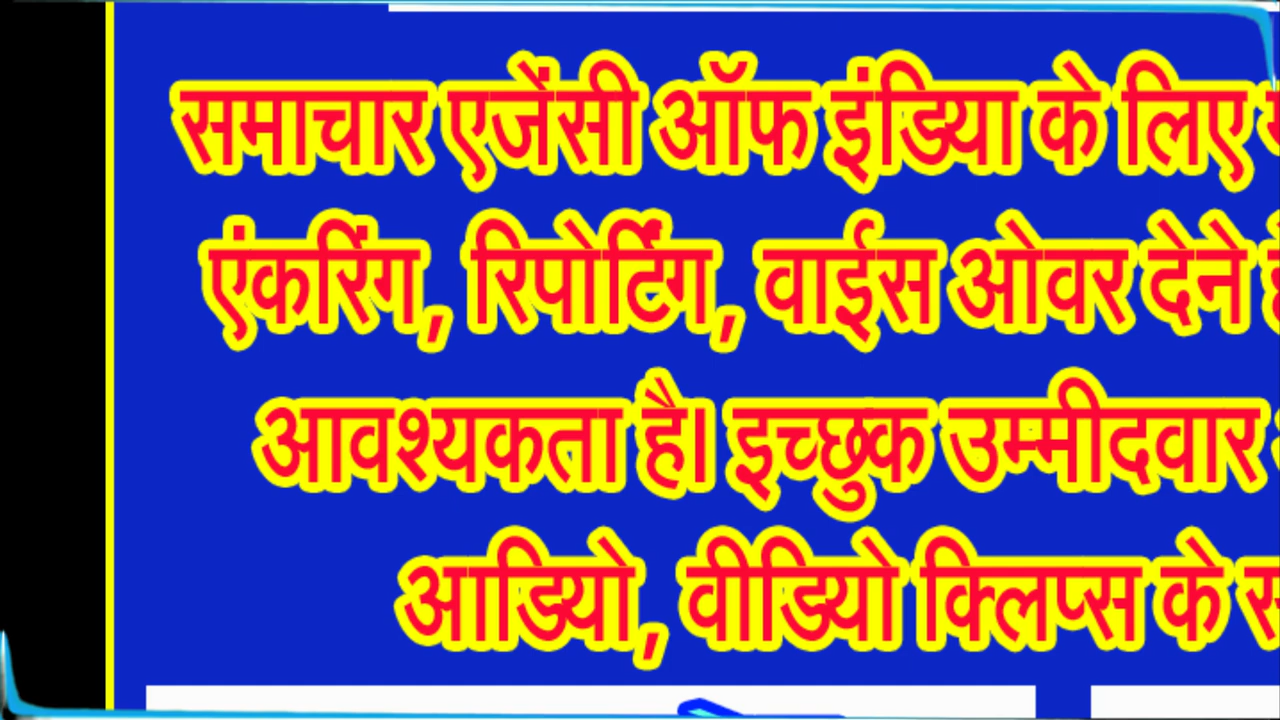 समाचार एजेंसी ऑफ इंडिया के लिए
एंकरिंग, रिपोर्टिंग, वाईस ओवर देने
आवश्यकता है। इच्छुक उम्मीदवार
आडियो, वीडियो क्लिप्स के